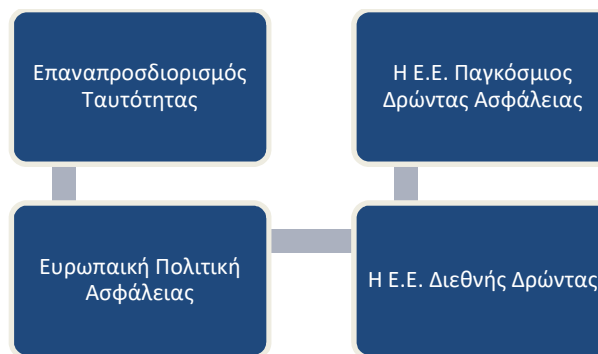 Επαναπροσδιορισμός
Ταυτότητας
Ευρωπαική Πολιτική
Ασφάλειας
Η Ε.Ε. Διεθνής Δρώντας
Η Ε.Ε. Παγκόσμιος
Δρώντας Ασφάλειας